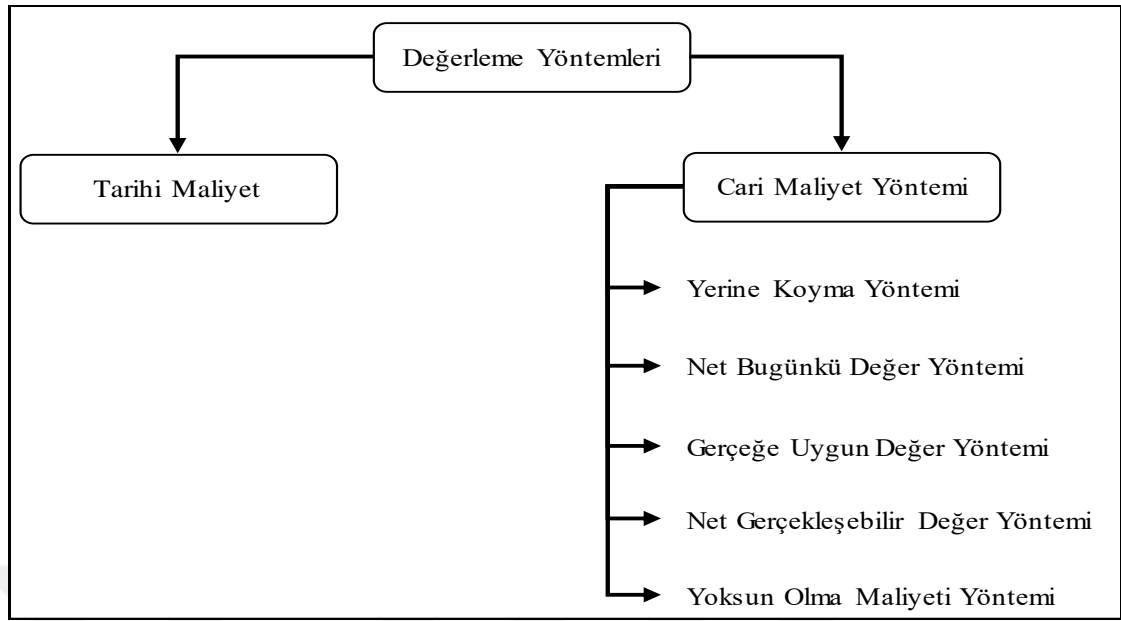 Değerleme Yöntemleri
Tarihi Maliyet
Cari Maliyet Yöntemi
Yerine Koyma Yöntemi
Net Bugünkü Değer Yöntemi
Gerçeğe Uygun Değer Yöntemi
Net Gerçekleşebilir Değer Yöntemi
Yoksun Olma Maliyeti Yöntemi